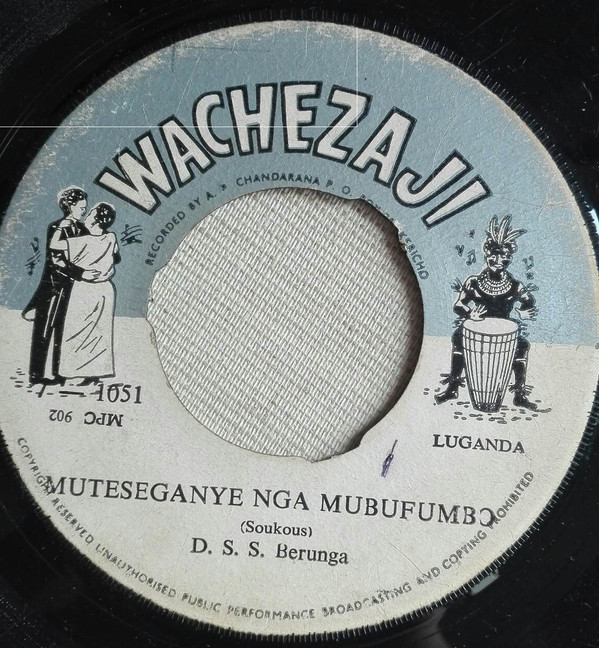 WACHEZAJI
RECORDED BY A. P. CHANDARANA P. O. KERICHO
7 — 1051
MPC 902
LUGANDA
MUTESEGANYE NGA MUBUFUMBO
(Soukous)
D. S. S. Berunga
COPYRIGHT RESERVED UNAUTHORISED PUBLIC PERFORMANCE BROADCASTING AND COPYING PROHIBITED